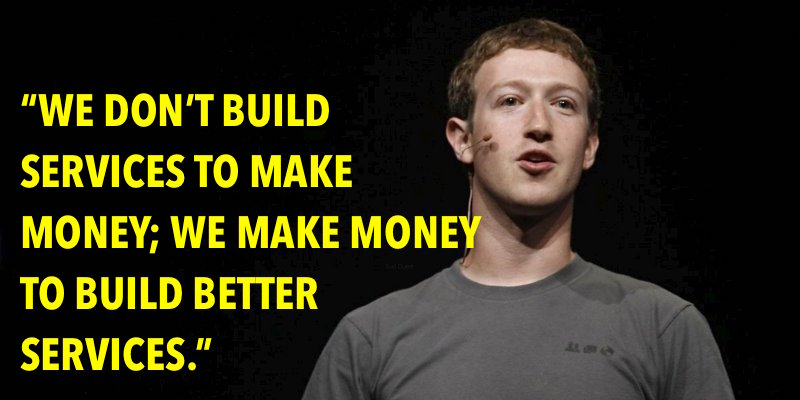 “WE DON’T BUILD
SERVICES TO MAKE
MONEY; WE MAKE MONEY
TO BUILD BETTER
SERVICES.”